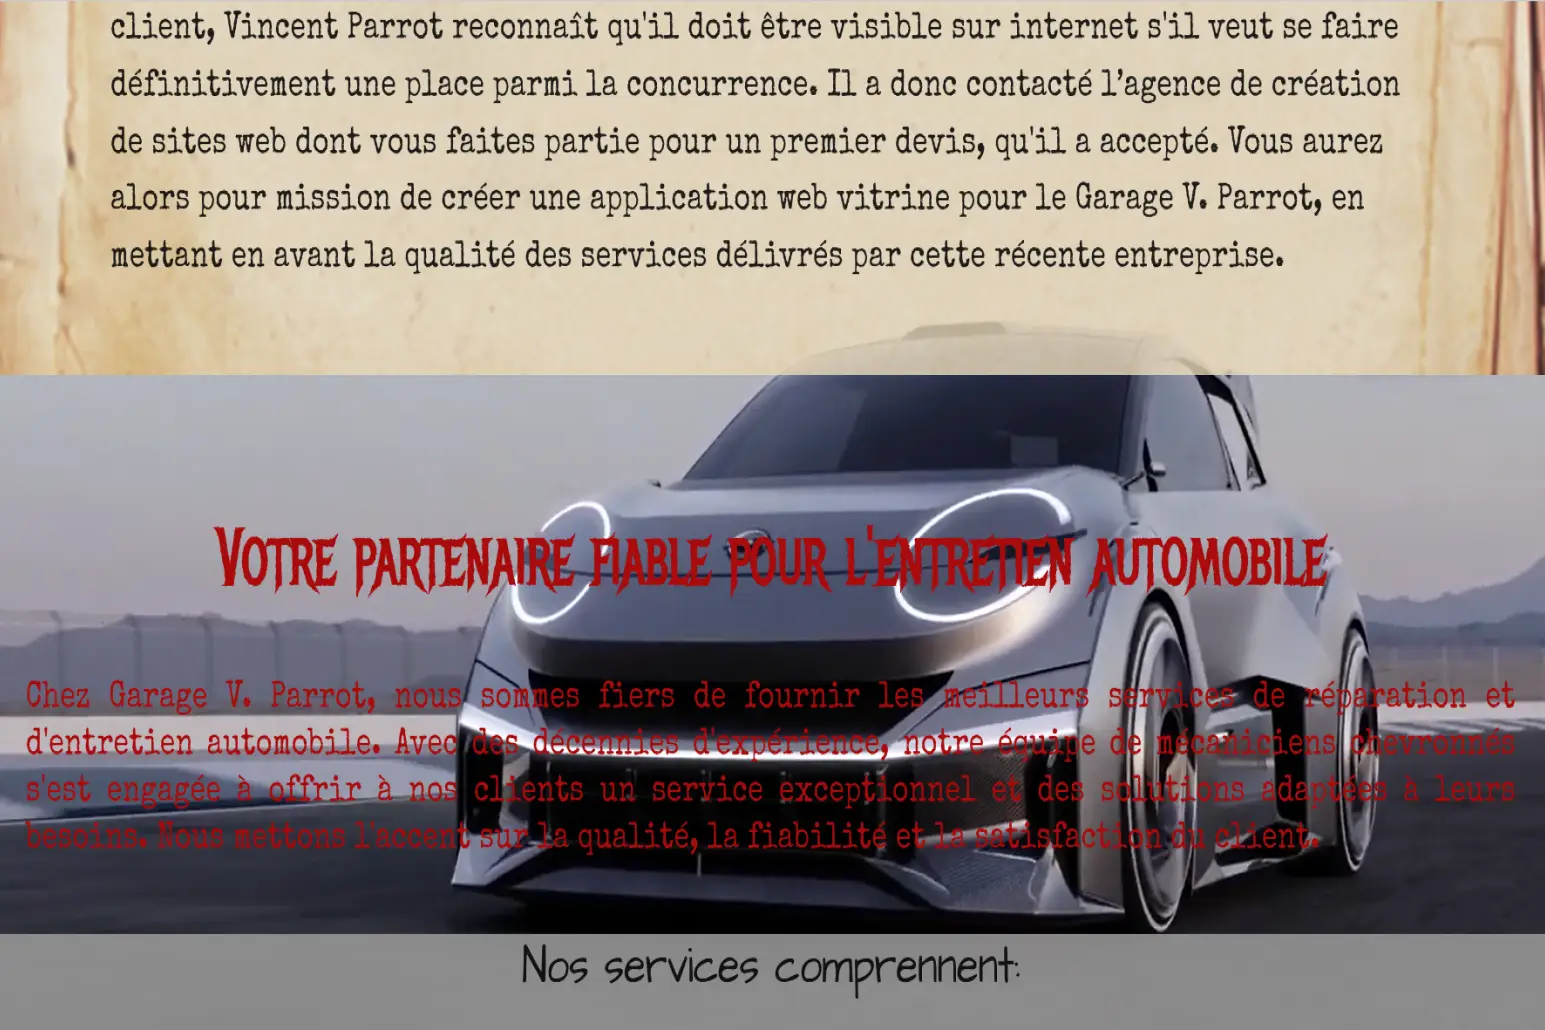 client, Vincent Parrot reconnaît qu'il doit être visible sur internet s'il veut se faire
définitivement une place parmi la concurrence. Il a donc contacté l’agence de création
de sites web dont vous faites partie pour un premier devis, qu'il a accepté. Vous aurez
alors pour mission de créer une application web vitrine pour le Garage V. Parrot, en
mettant en avant la qualité des services délivrés par cette récente entreprise.
Votre partenaire fiable pour l'entretien automobile
Chez Garage V. Parrot, nous sommes fiers de fournir les meilleurs services de réparation et
d'entretien automobile. Avec des décennies d'expérience, notre équipe de mécaniciens chevronnés
s'est engagée à offrir à nos clients un service exceptionnel et des solutions adaptées à leurs
besoins. Nous mettons l'accent sur la qualité, la fiabilité et la satisfaction du client.
Nos services comprennent: